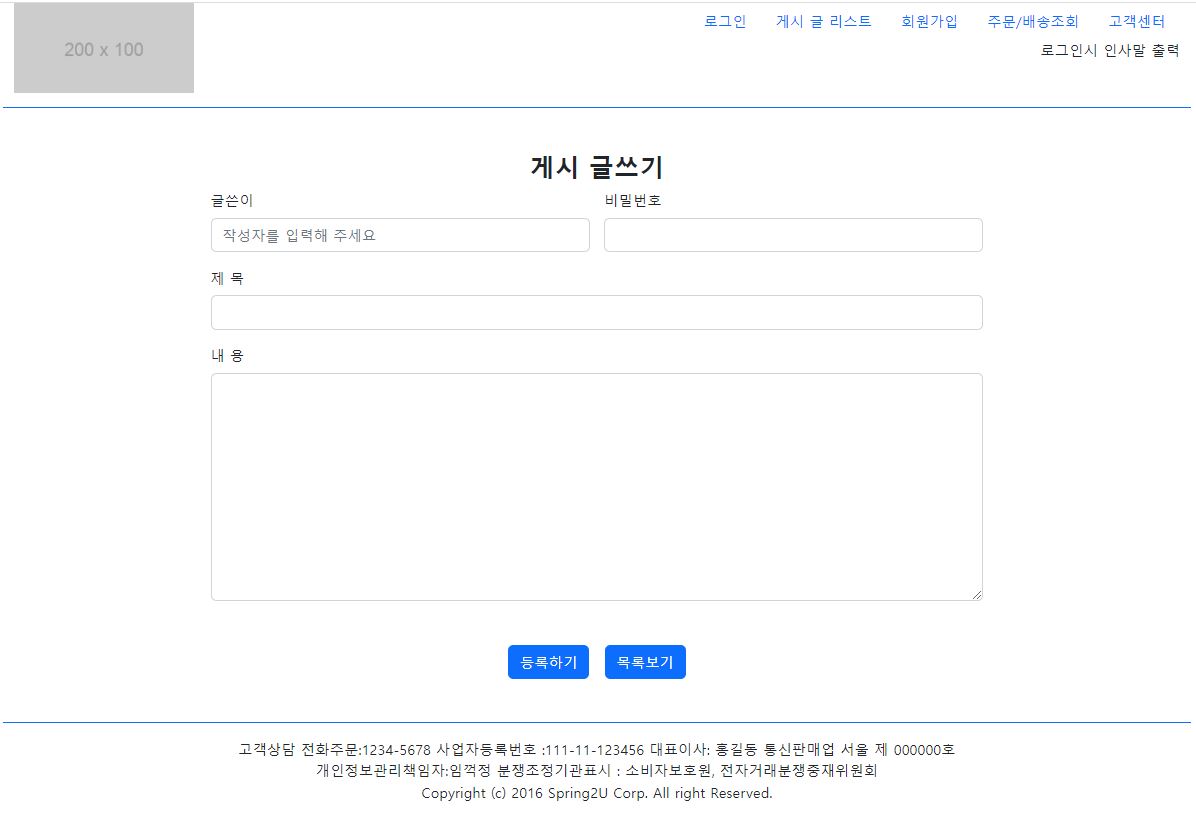 200 x 100
로그인 게시 글 리스트 회원가입 주문/배송조회 고객센터
로그인시 인사말 출력
게시 글쓰기
글쓴이 비밀번호
작성자를 입력해 주세요
제 목
내 용
등록하기 목록보기
고객상담 전화주문:1234-5678 사업자등록번호 :111-11-123456 대표이사: 홍길동 통신판매업 서울 제 000000호
개인정보관리책임자:임꺽정 분쟁조정기관표시 : 소비자보호원, 전자거래분쟁중재위원회
Copyright (c) 2016 Spring2U Corp. All right Reserved.